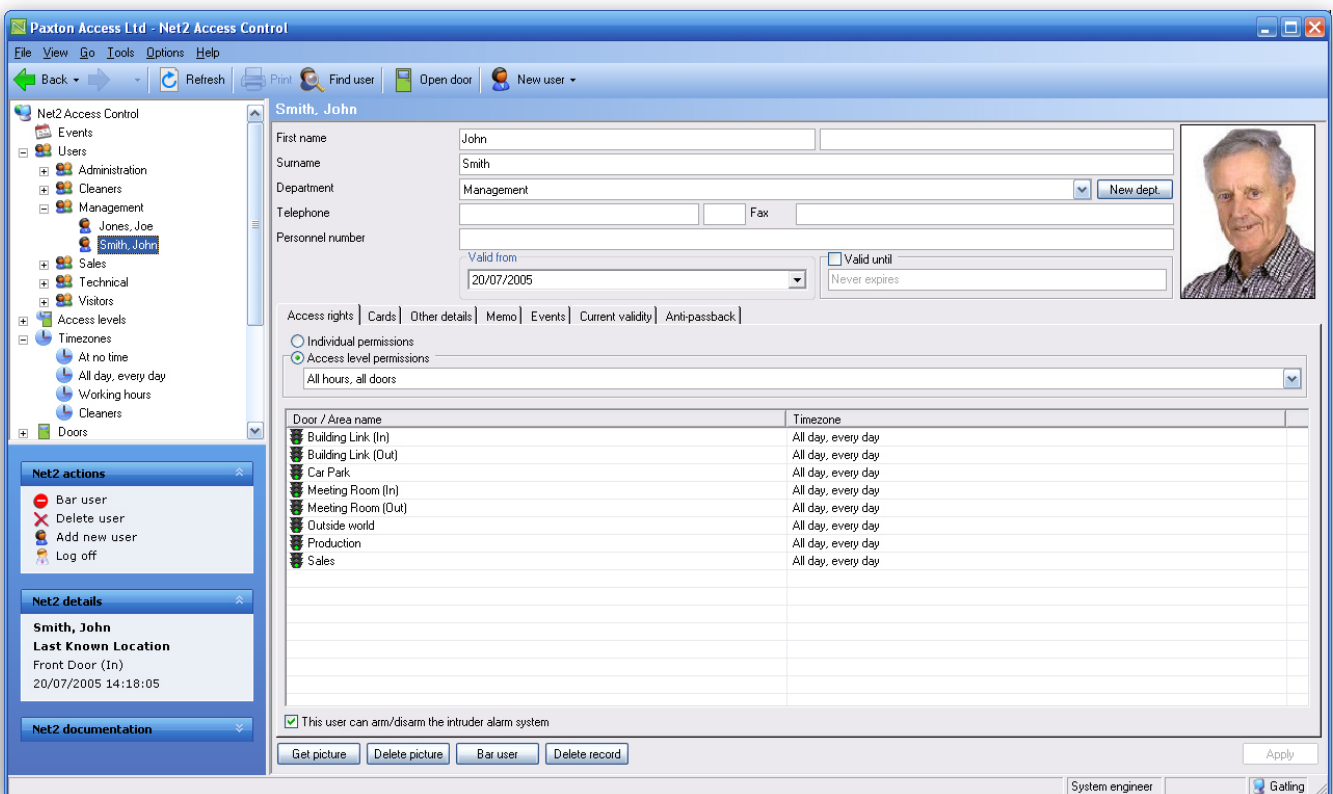 Paxton Access Ltd - Net2 Access Control
File View Go Tools Options Help
Back Refresh Print Find user Open door New user
Net2 Access Control
Events
Users
Administration
Cleaners
Management
Jones, Joe
Smith, John
Sales
Technical
Visitors
Access levels
Timezones
At no time
All day, every day
Working hours
Cleaners
Doors
Net2 actions
Bar user
Delete user
Add new user
Log off
Net2 details
Smith, John
Last Known Location
Front Door (In)
20/07/2005 14:18:05
Net2 documentation
Smith, John
First name John
Surname Smith
Department Management New dept.
Telephone Fax
Personnel number
Valid from Valid until
20/07/2005 Never expires
Access rights Cards Other details Memo Events Current validity Anti-passback
Individual permissions
Access level permissions
All hours, all doors
Door / Area name Timezone
Building Link (In) All day, every day
Building Link (Out) All day, every day
Car Park All day, every day
Meeting Room (In) All day, every day
Meeting Room (Out) All day, every day
Outside world All day, every day
Production All day, every day
Sales All day, every day
This user can arm/disarm the intruder alarm system
Get picture Delete picture Bar user Delete record Apply
System engineer Gatling